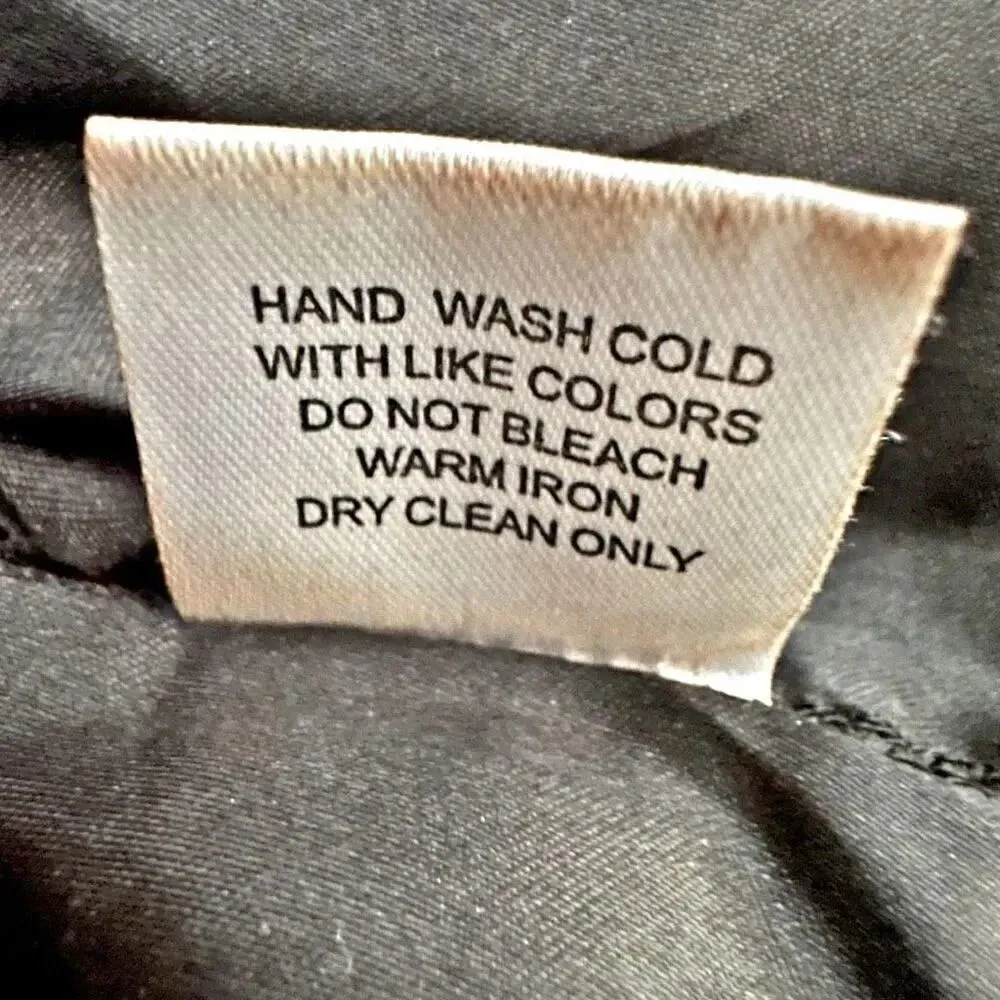 HAND WASH COLD
WITH LIKE COLORS
DO NOT BLEACH
WARM IRON
DRY CLEAN ONLY